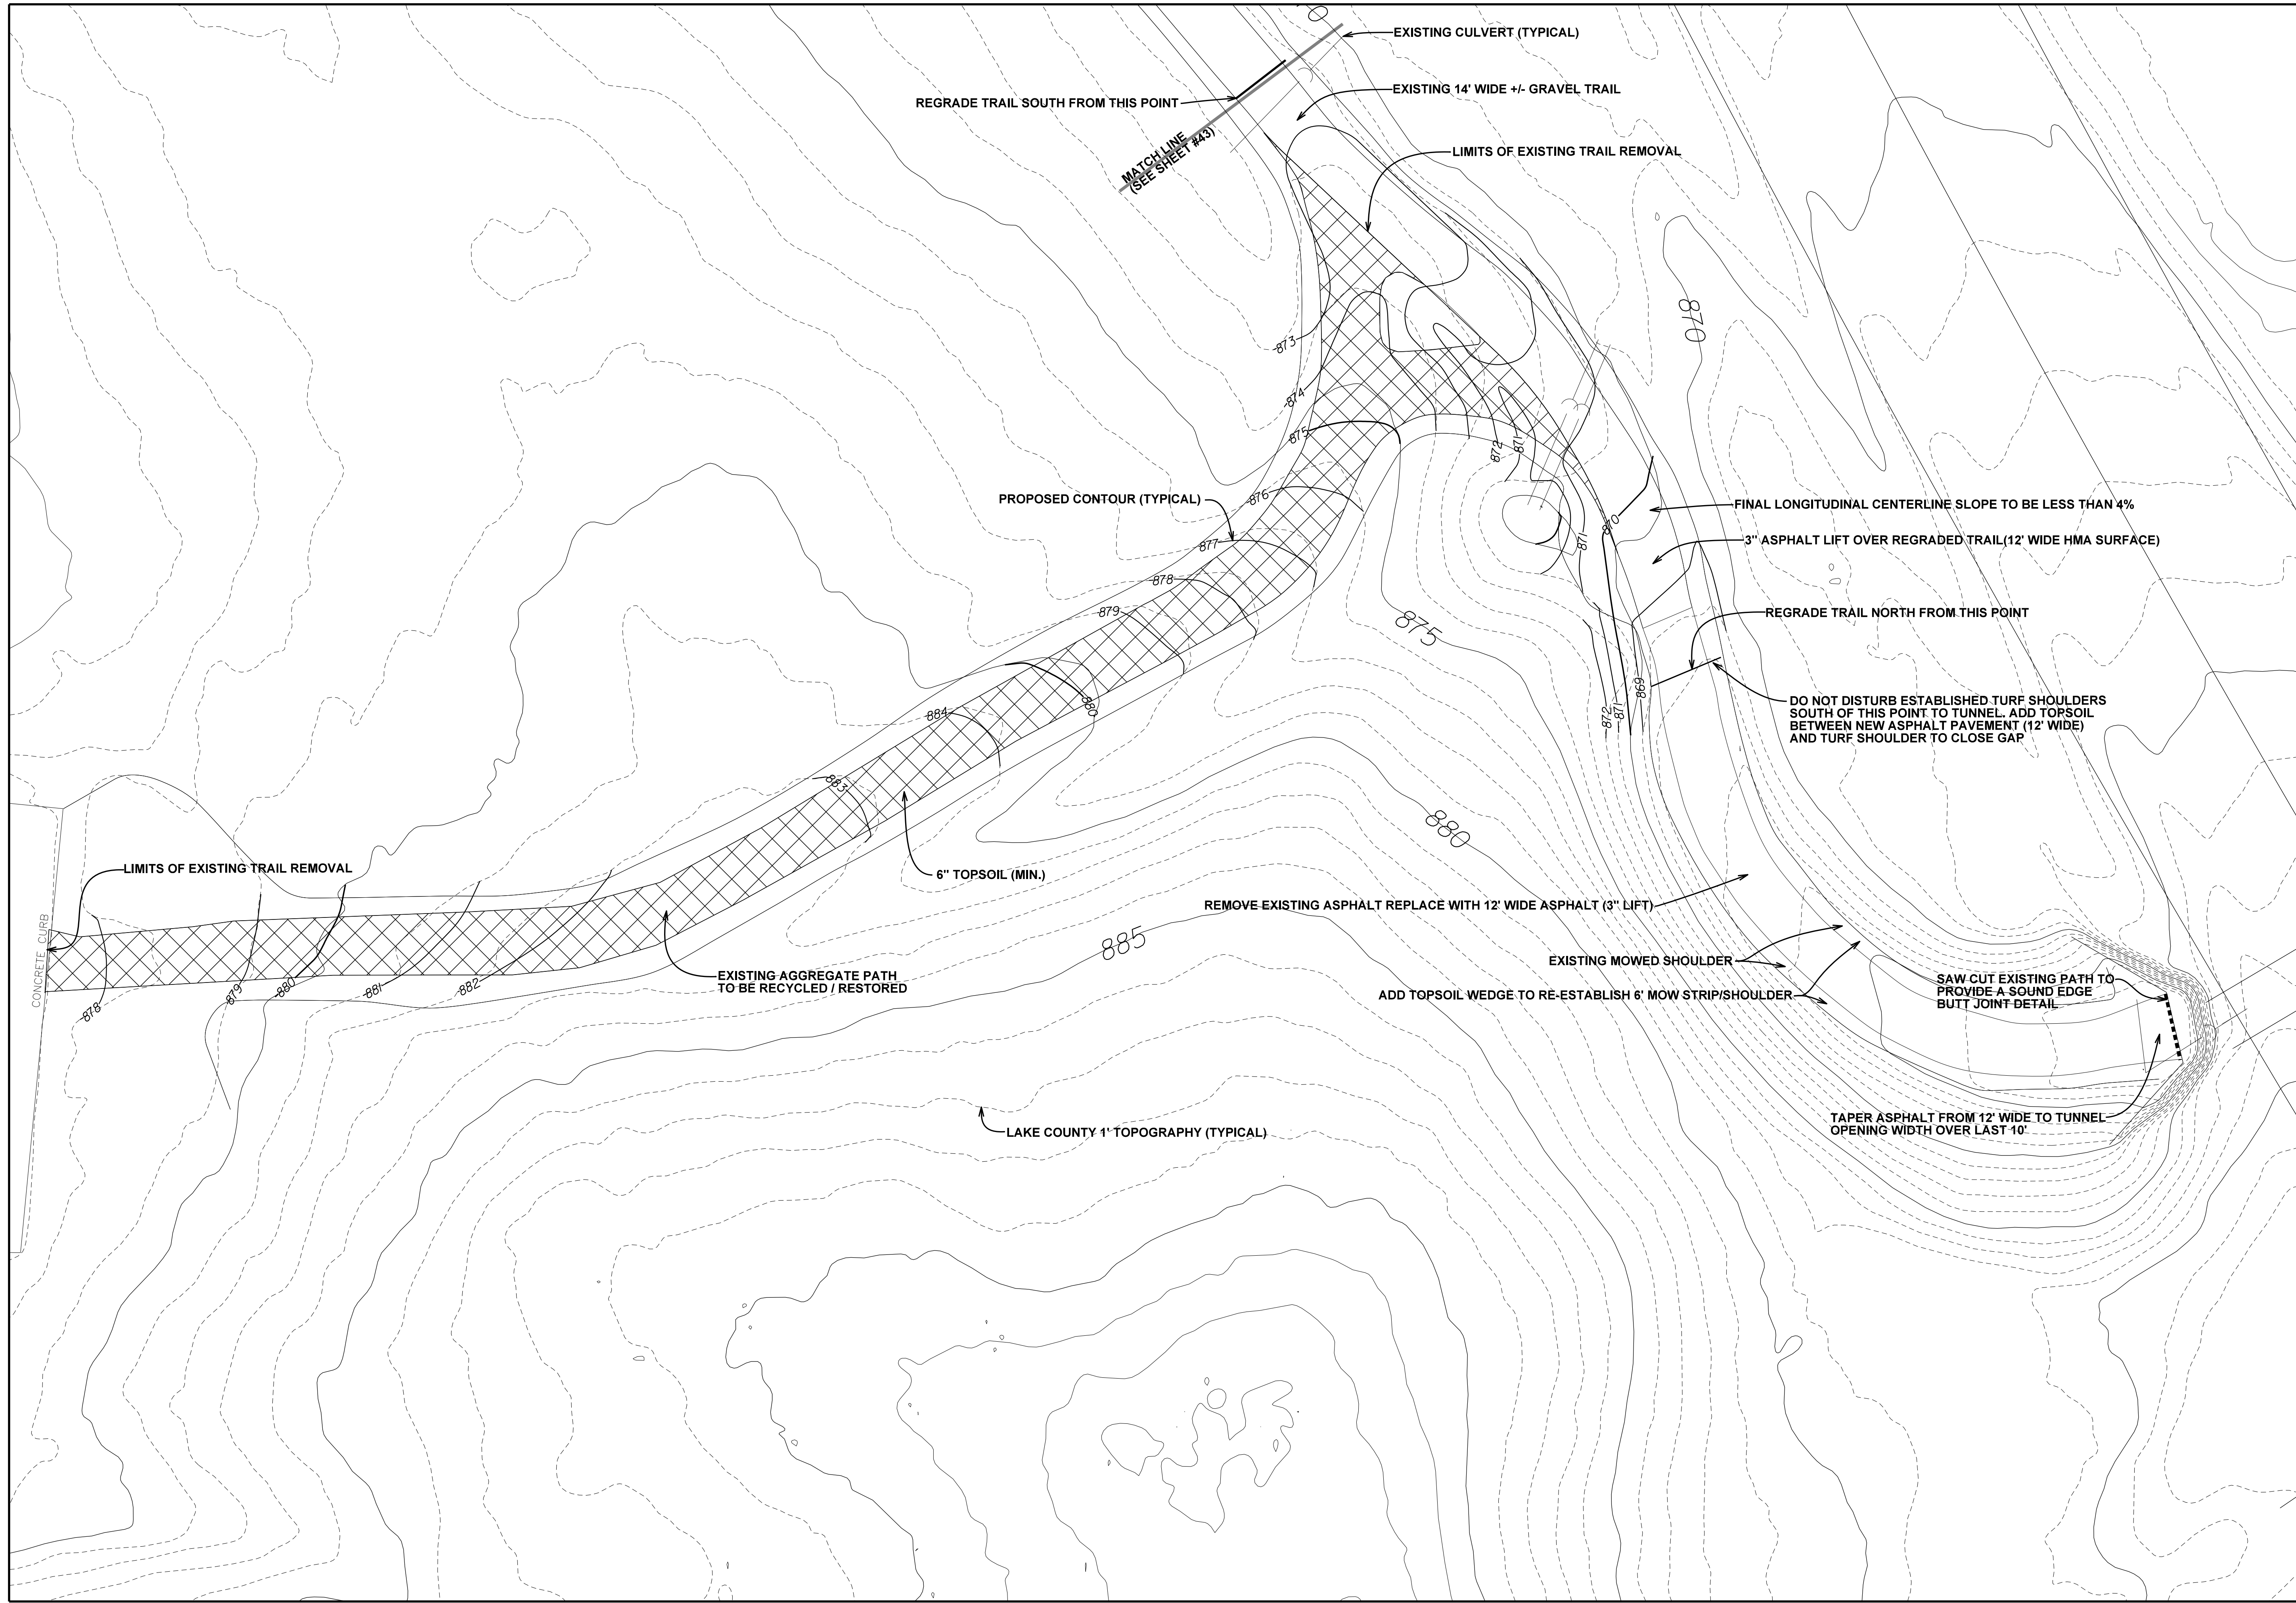 EXISTING CULVERT (TYPICAL)
EXISTING 14' WIDE +/- GRAVEL TRAIL
REGRADE TRAIL SOUTH FROM THIS POINT
MATCH LINE
(SEE SHEET #43)
LIMITS OF EXISTING TRAIL REMOVAL
870
873
874
875
872
871
876
PROPOSED CONTOUR (TYPICAL)
877
870
871
FINAL LONGITUDINAL CENTERLINE SLOPE TO BE LESS THAN 4%
3" ASPHALT LIFT OVER REGRADED TRAIL(12' WIDE HMA SURFACE)
878
879
875
REGRADE TRAIL NORTH FROM THIS POINT
880
884
872
871
869
DO NOT DISTURB ESTABLISHED TURF SHOULDERS
SOUTH OF THIS POINT TO TUNNEL. ADD TOPSOIL
BETWEEN NEW ASPHALT PAVEMENT (12' WIDE)
AND TURF SHOULDER TO CLOSE GAP
883
880
LIMITS OF EXISTING TRAIL REMOVAL
6" TOPSOIL (MIN.)
REMOVE EXISTING ASPHALT REPLACE WITH 12' WIDE ASPHALT (3" LIFT)
885
CONCRETE CURB
EXISTING AGGREGATE PATH
TO BE RECYCLED / RESTORED
EXISTING MOWED SHOULDER
878
879
880
881
882
ADD TOPSOIL WEDGE TO RE-ESTABLISH 6' MOW STRIP/SHOULDER
SAW CUT EXISTING PATH TO
PROVIDE A SOUND EDGE
BUTT JOINT DETAIL
LAKE COUNTY 1' TOPOGRAPHY (TYPICAL)
TAPER ASPHALT FROM 12' WIDE TO TUNNEL
OPENING WIDTH OVER LAST 10'